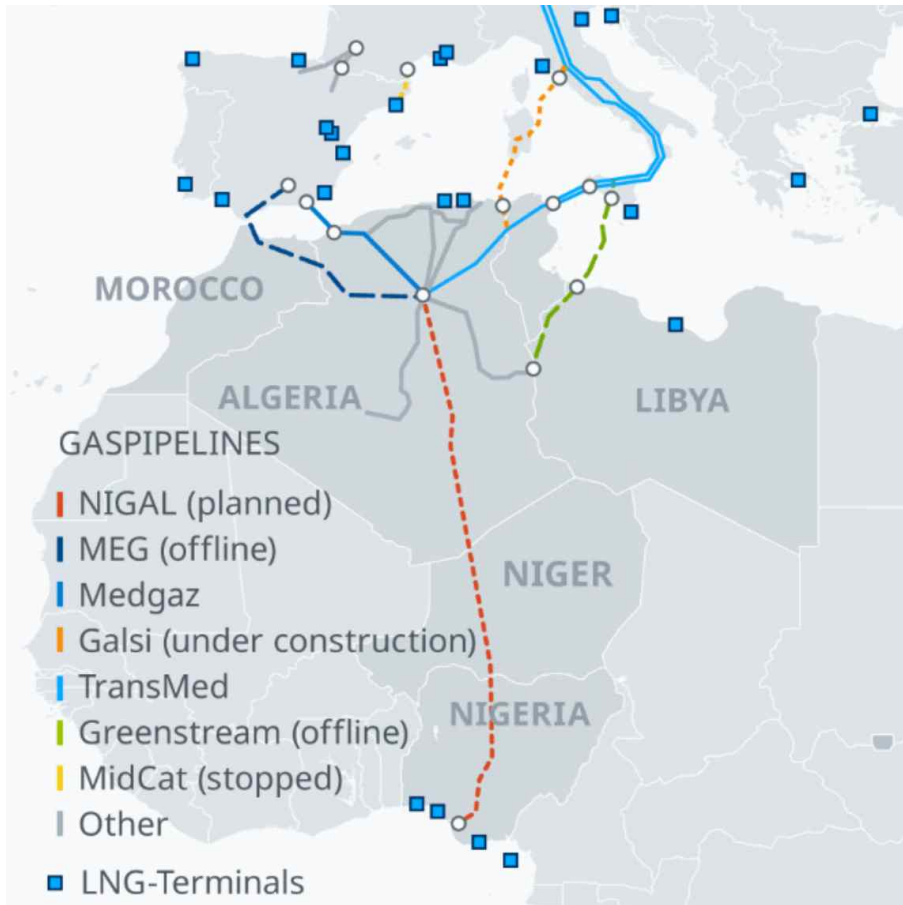 MOROCCO
ALGERIA
LIBYA
GASPIPELINES
NIGAL (planned)
MEG (offline)
Medgaz
Galsi (under construction)
TransMed
Greenstream (offline)
MidCat (stopped)
Other
LNG-Terminals
NIGER
NIGERIA